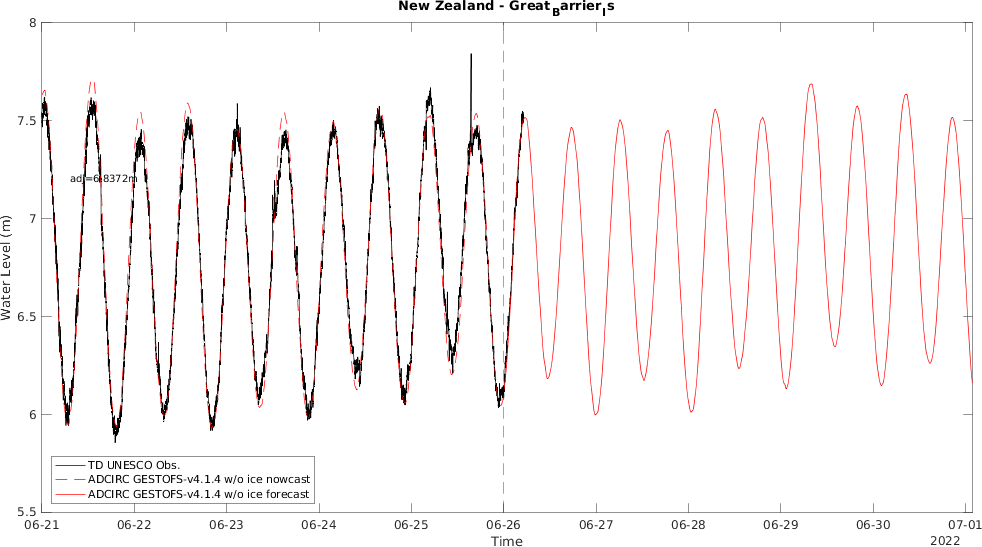 New Zealand - Great_Barrier_Is
8
7.5
7
6.5
6
5.5
Water Level (m)
adj=6.8372m
TD UNESCO Obs.
ADCIRC GESTOFS-v4.1.4 w/o ice nowcast
ADCIRC GESTOFS-v4.1.4 w/o ice forecast
06-21 06-22 06-23 06-24 06-25 06-26 06-27 06-28 06-29 06-30 07-01
Time
2022